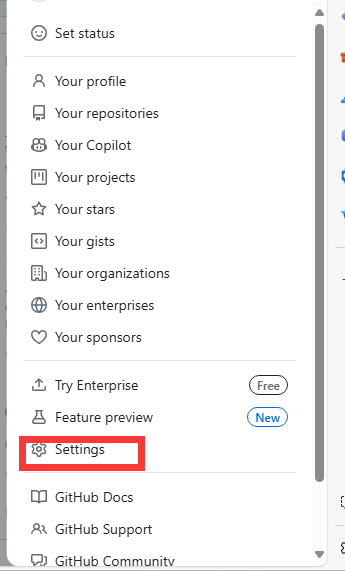 Set status
Your profile
Your repositories
Your Copilot
Your projects
Your stars
Your gists
Your organizations
Your enterprises
Your sponsors
Try Enterprise Free
Feature preview New
Settings
GitHub Docs
GitHub Support
GitHub Community